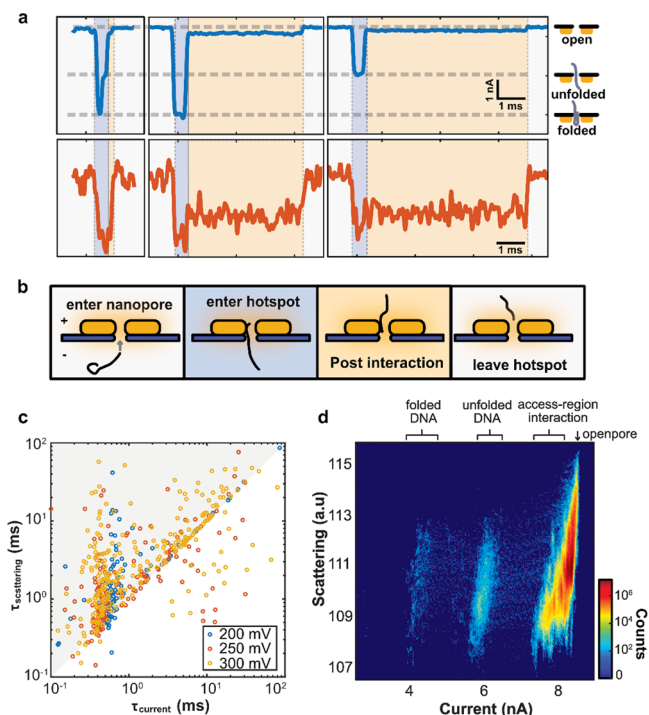 a
open
unfolded
folded
1 nA
1 ms
1 ms
b
enter nanopore
enter hotspot
Post interaction
leave hotspot
+
-
c
10²
10¹
10⁰
10⁻¹
τscsttering (ms)
10⁻¹
10⁰
10¹
10²
τcurrent (ms)
200 mV
250 mV
300 mV
d
folded
DNA
unfolded
DNA
access-region
interaction
openpore
115
113
111
109
107
Scattering (a.u)
4
6
8
Current (nA)
10⁶
10⁴
10²
0
Counts